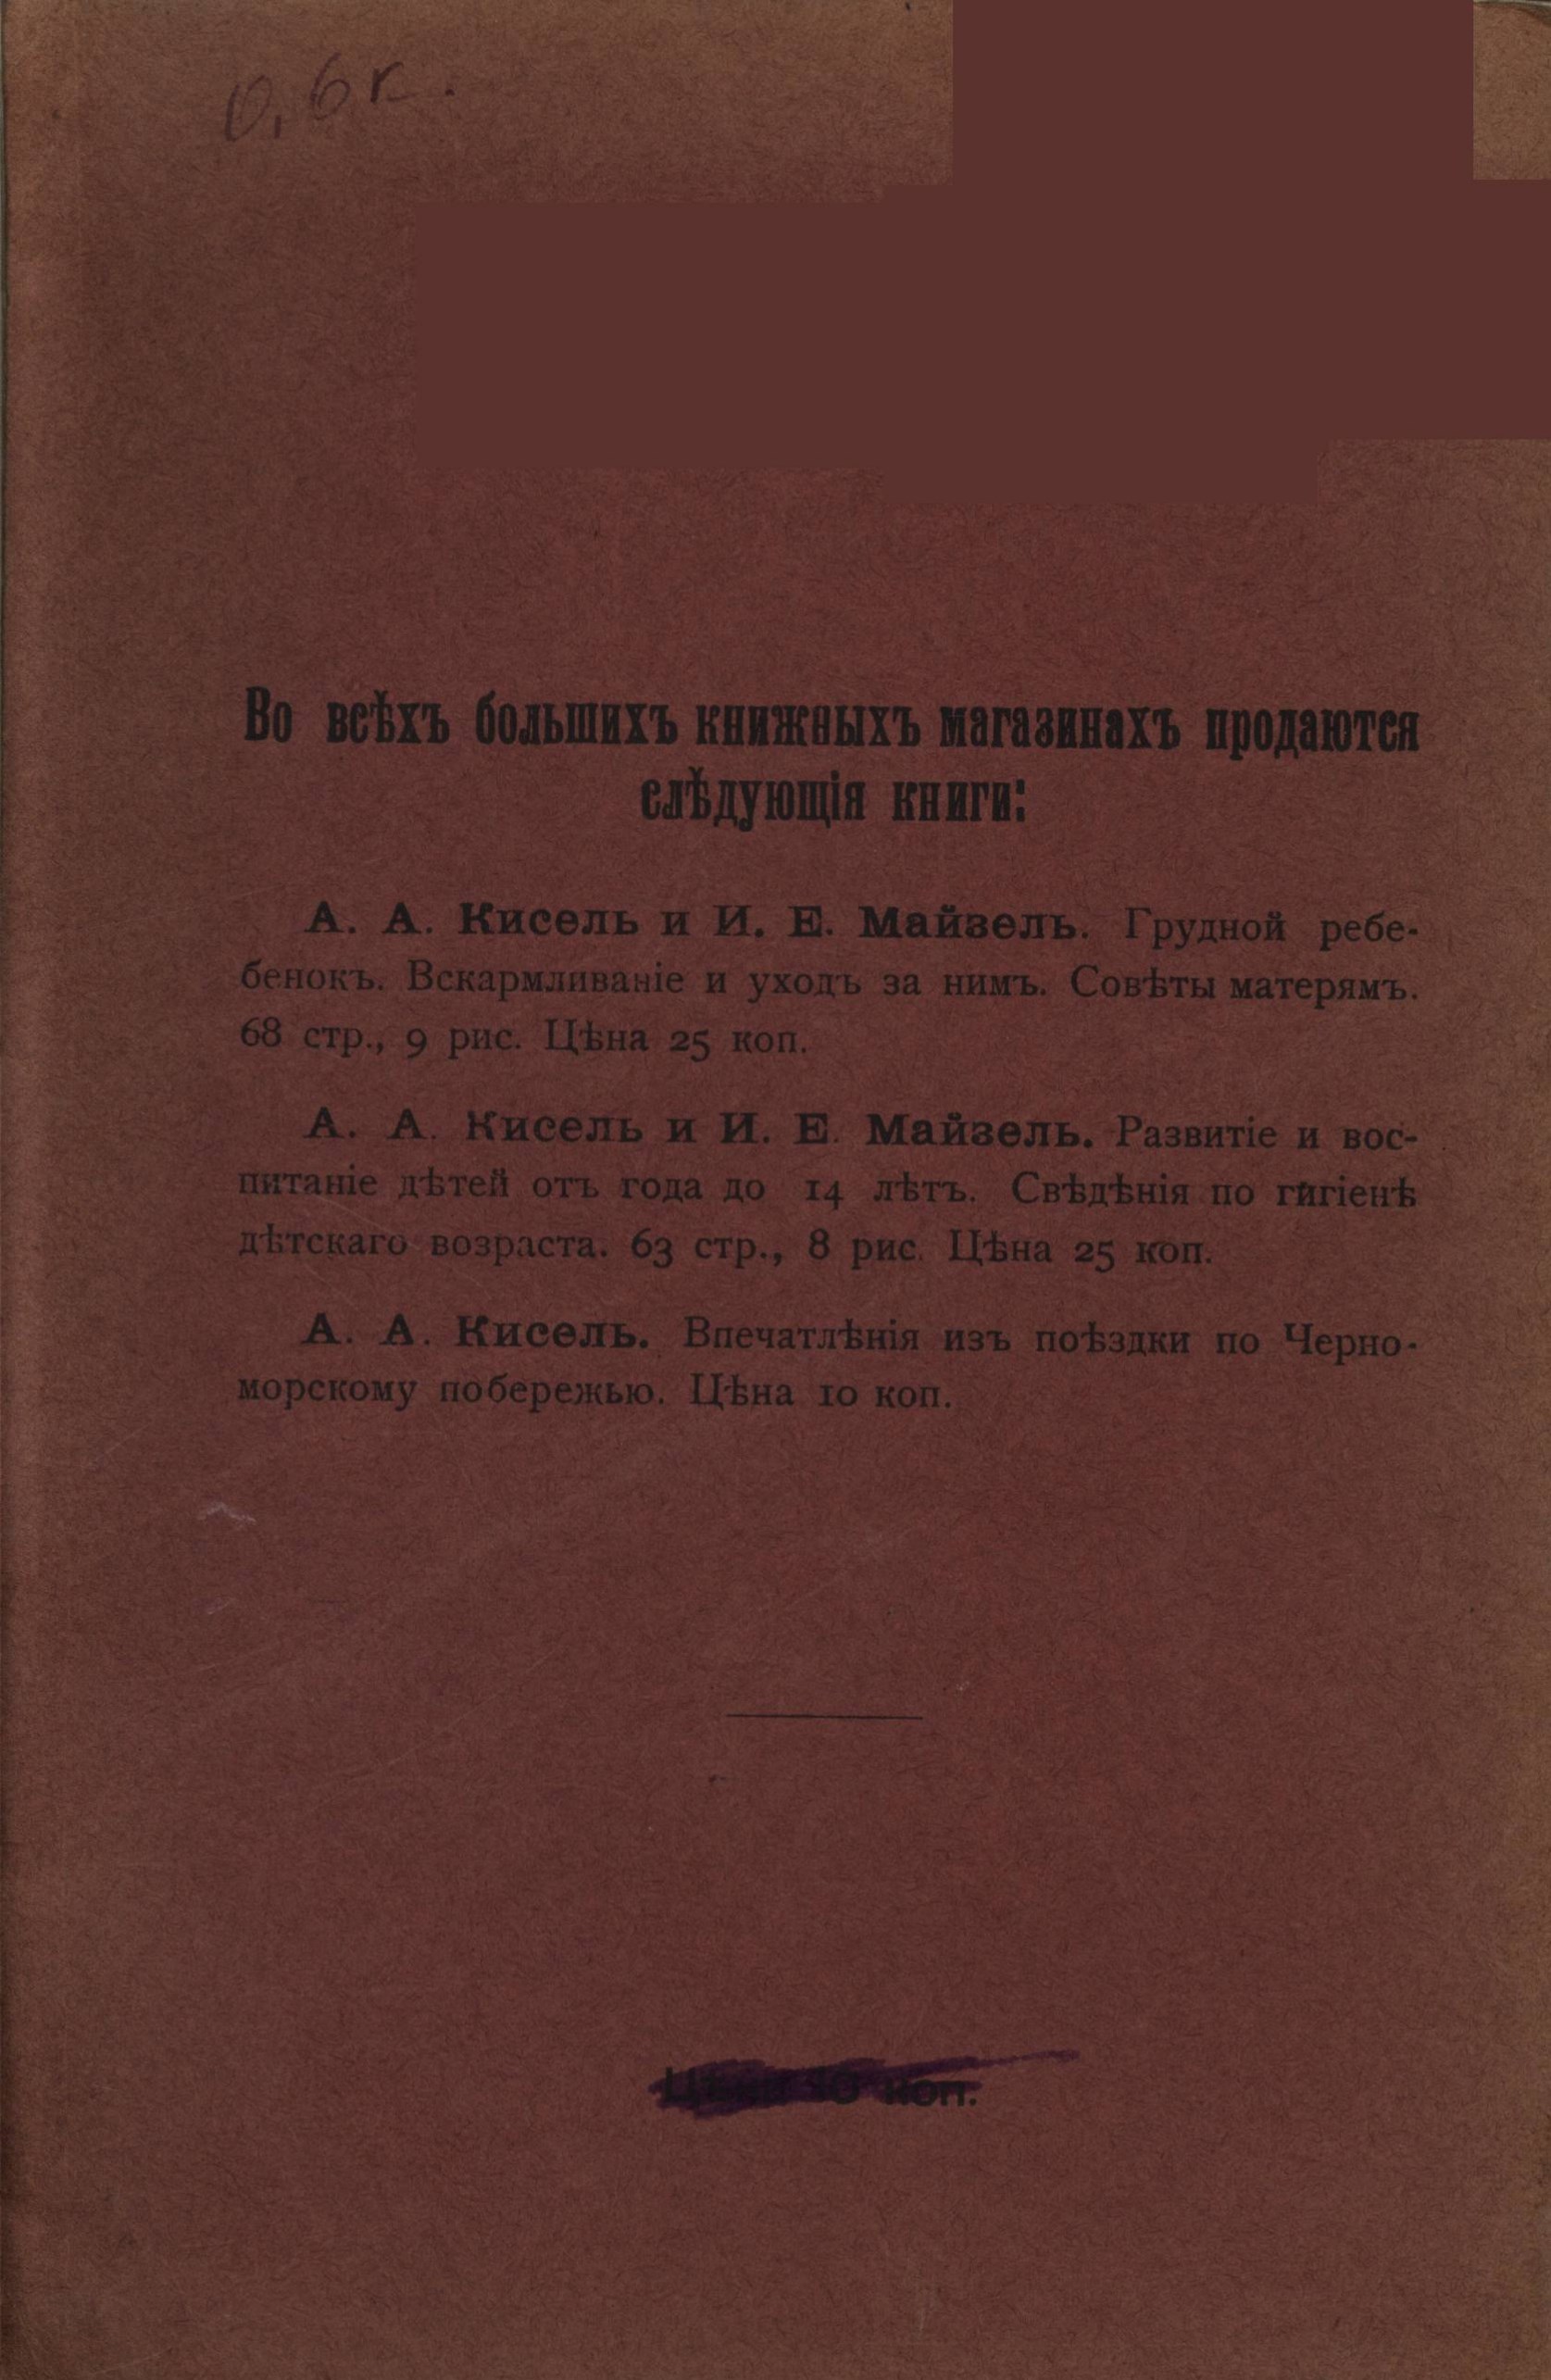 0,6к.
Во всѣхъ большихъ книжныхъ магазинахъ продаются
слѣдующія книги:
А. А. Кисель и И. Е. Майзель. Грудной ребе-
бенокъ. Вскармливаніе и уходъ за нимъ. Совѣты матерямъ.
68 стр., 9 рис. Цѣна 25 коп.
А. А. Кисель и И. Е. Майзель. Развитіе и вос-
питаніе дѣтей отъ года до 14 лѣтъ. Свѣдѣнія по гигіенѣ
дѣтскаго возраста. 63 стр., 8 рис. Цѣна 25 коп.
А. А. Кисель. Впечатлѣнія изъ поѣздки по Черно-
морскому побережью. Цѣна 10 коп.
Цѣна 10 коп.